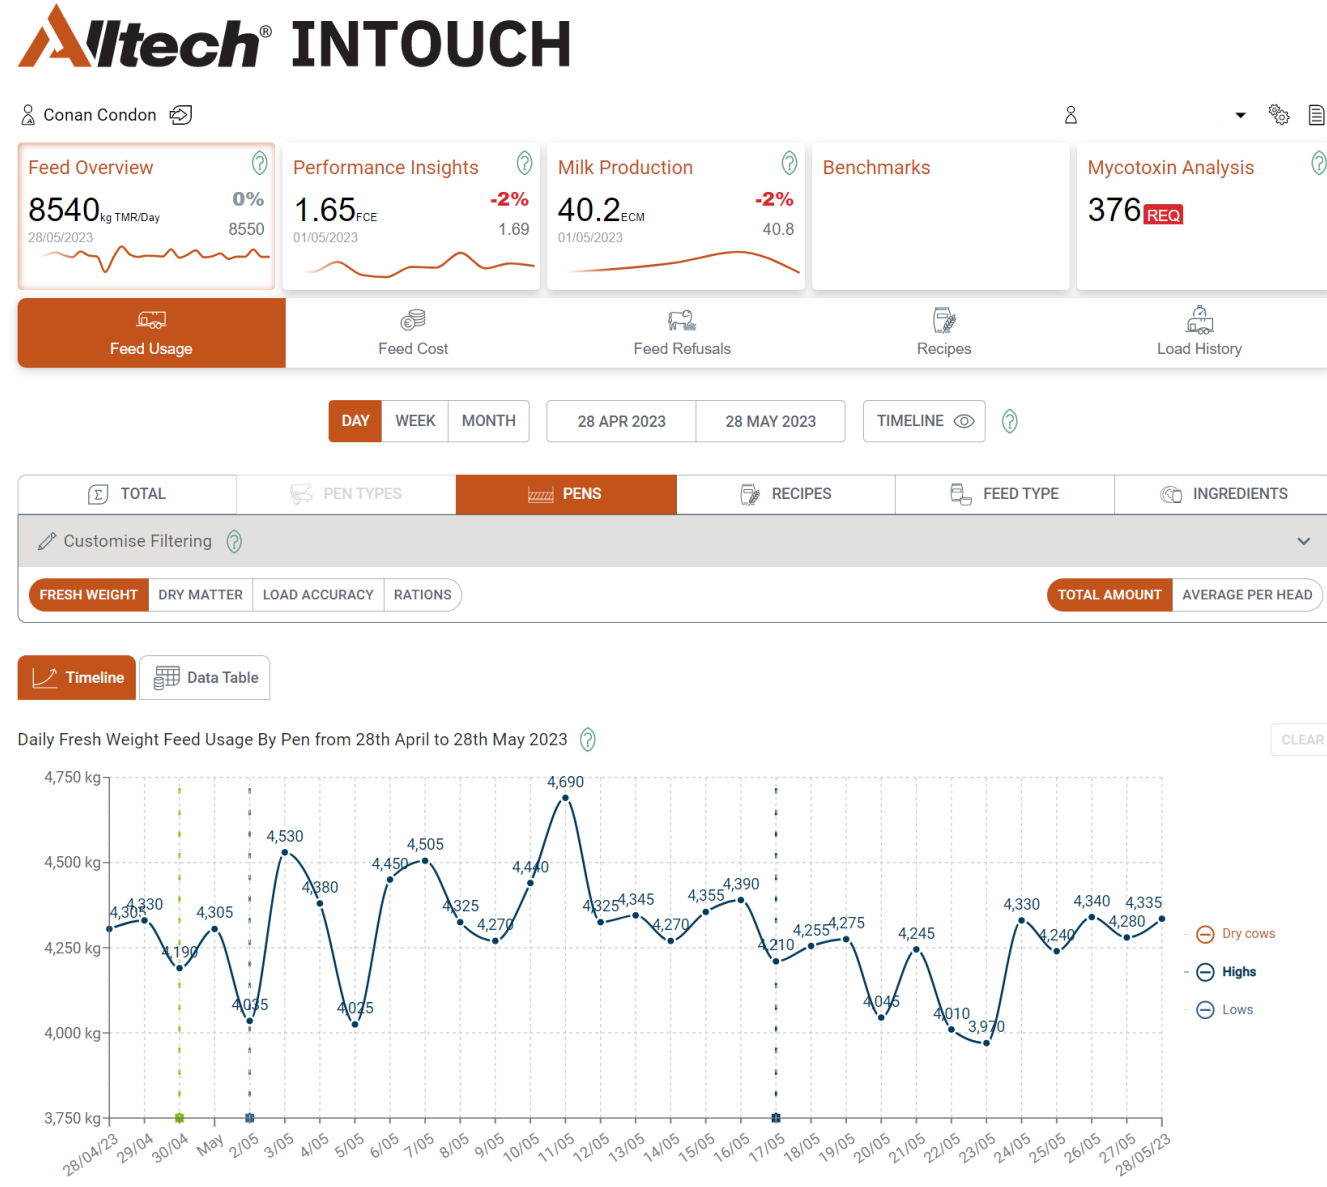 Alltech® INTOUCH
Conan Condon
Feed Overview
8540 kg TMR/Day
0%
28/05/2023
8550
Performance Insights
1.65 FCE
-2%
01/05/2023
1.69
Milk Production
40.2 ECM
-2%
01/05/2023
40.8
Benchmarks
Mycotoxin Analysis
376 REQ
Feed Usage
Feed Cost
Feed Refusals
Recipes
Load History
DAY WEEK MONTH 28 APR 2023 28 MAY 2023 TIMELINE
TOTAL PEN TYPES PENS RECIPES FEED TYPE INGREDIENTS
Customise Filtering
FRESH WEIGHT DRY MATTER LOAD ACCURACY RATIONS TOTAL AMOUNT AVERAGE PER HEAD
Timeline Data Table
Daily Fresh Weight Feed Usage By Pen from 28th April to 28th May 2023
CLEAR
4,750 kg
4,500 kg
4,250 kg
4,000 kg
3,750 kg
4,305
4,330
4,190
4,305
4,035
4,530
4,380
4,025
4,450
4,505
4,325
4,270
4,440
4,690
4,325
4,345
4,270
4,355
4,390
4,210
4,255
4,275
4,045
4,245
4,010
3,970
4,330
4,240
4,340
4,280
4,335
Dry cows
Highs
Lows
28/04/23 29/04 30/04 May 2/05 3/05 4/05 5/05 6/05 7/05 8/05 9/05 10/05 11/05 12/05 13/05 14/05 15/05 16/05 17/05 18/05 19/05 20/05 21/05 22/05 23/05 24/05 25/05 26/05 27/05 28/05/23